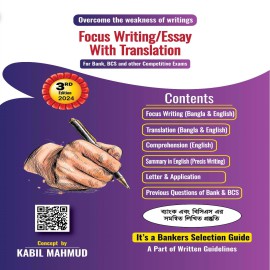 Overcome the weakness of writings
Focus Writing/Essay
With Translation
For Bank, BCS and other Competitive Exams
3RD
Edition
2024
Contents
Focus Writing (Bangla & English)
Translation (Bangla & English)
Comprehension (English)
Summary in English (Precis Writing)
Letter & Application
Previous Questions of Bank & BCS
ব্যাংক এবং বিসিএস এর
সমন্বিত লিখিত প্রস্তুতি
It's a Bankers Selection Guide
A Part of Written Guidelines
Concept by
KABIL MAHMUD